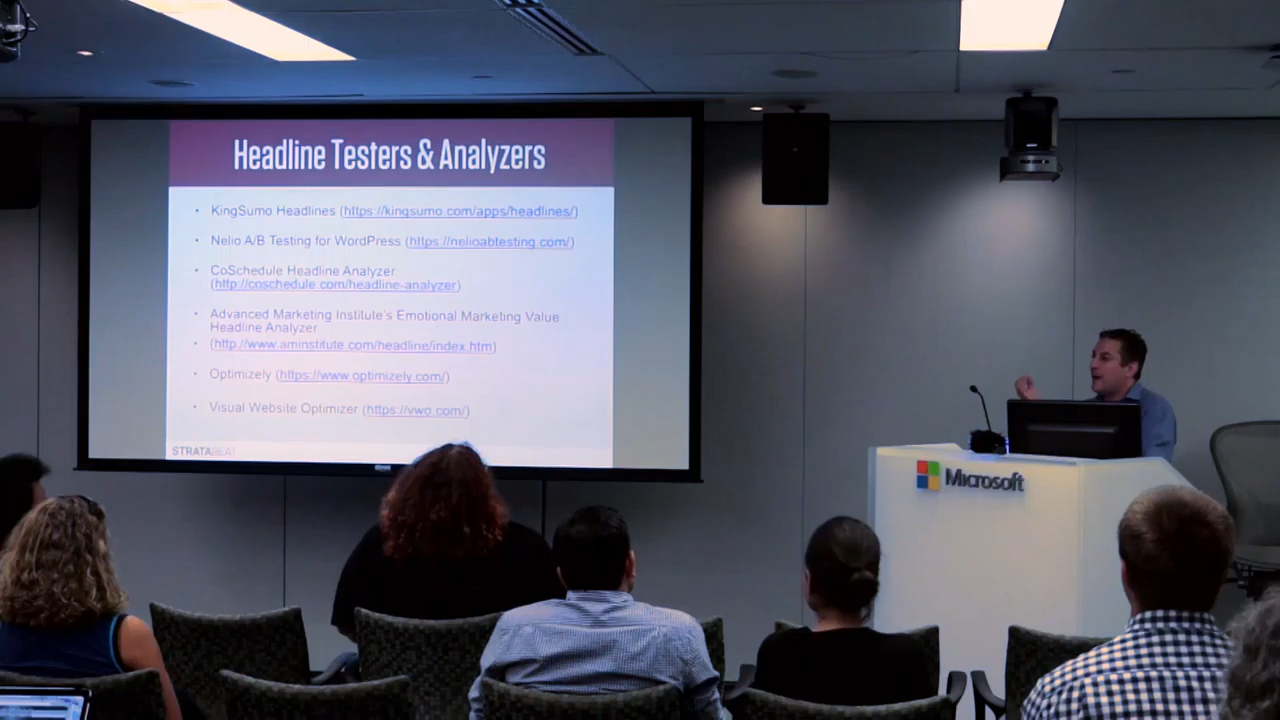 Headline Testers & Analyzers
• KingSumo Headlines (https://kingsumo.com/apps/headlines/)
• Nelio A/B Testing for WordPress (https://nelioabtesting.com/)
• CoSchedule Headline Analyzer
(http://coschedule.com/headline-analyzer)
• Advanced Marketing Institute's Emotional Marketing Value
Headline Analyzer
• (http://www.aminstitute.com/headline/index.htm)
• Optimizely (https://www.optimizely.com/)
• Visual Website Optimizer (https://vwo.com/)
STRATABEAT
Microsoft